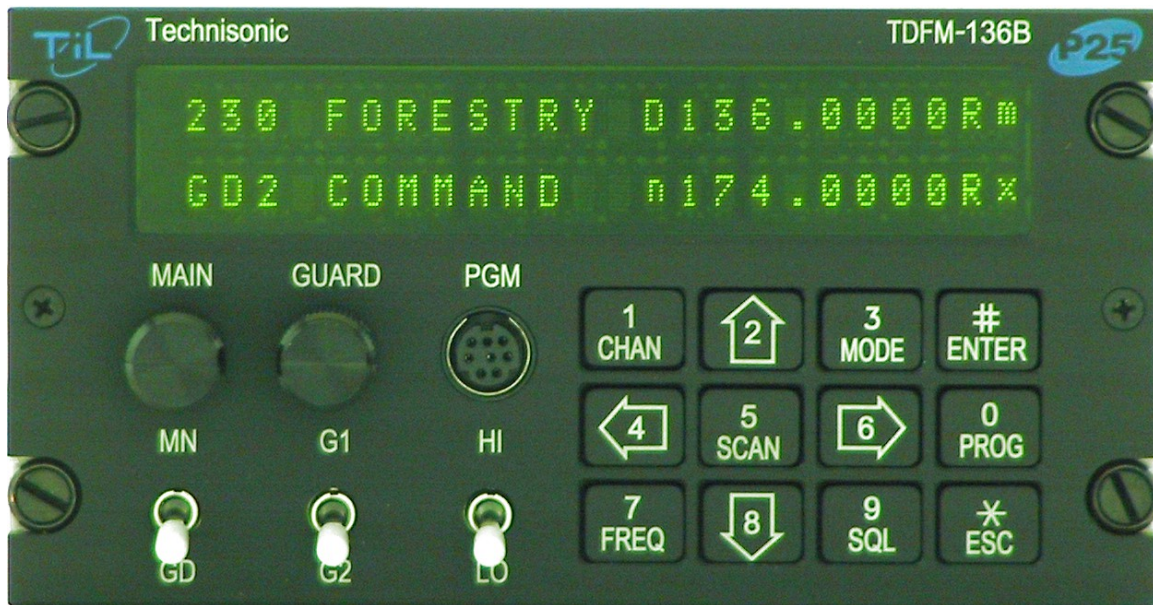 TiL Technisonic TDFM-136B P25
230 FORESTRY D136.0000Rm
GD2 COMMAND n174.0000Rx
MAIN GUARD PGM
1 2 3 #
CHAN MODE ENTER
MN G1 HI
4 5 6 0
SCAN PROG
7 8 9 *
FREQ SQL ESC
GD G2 LO